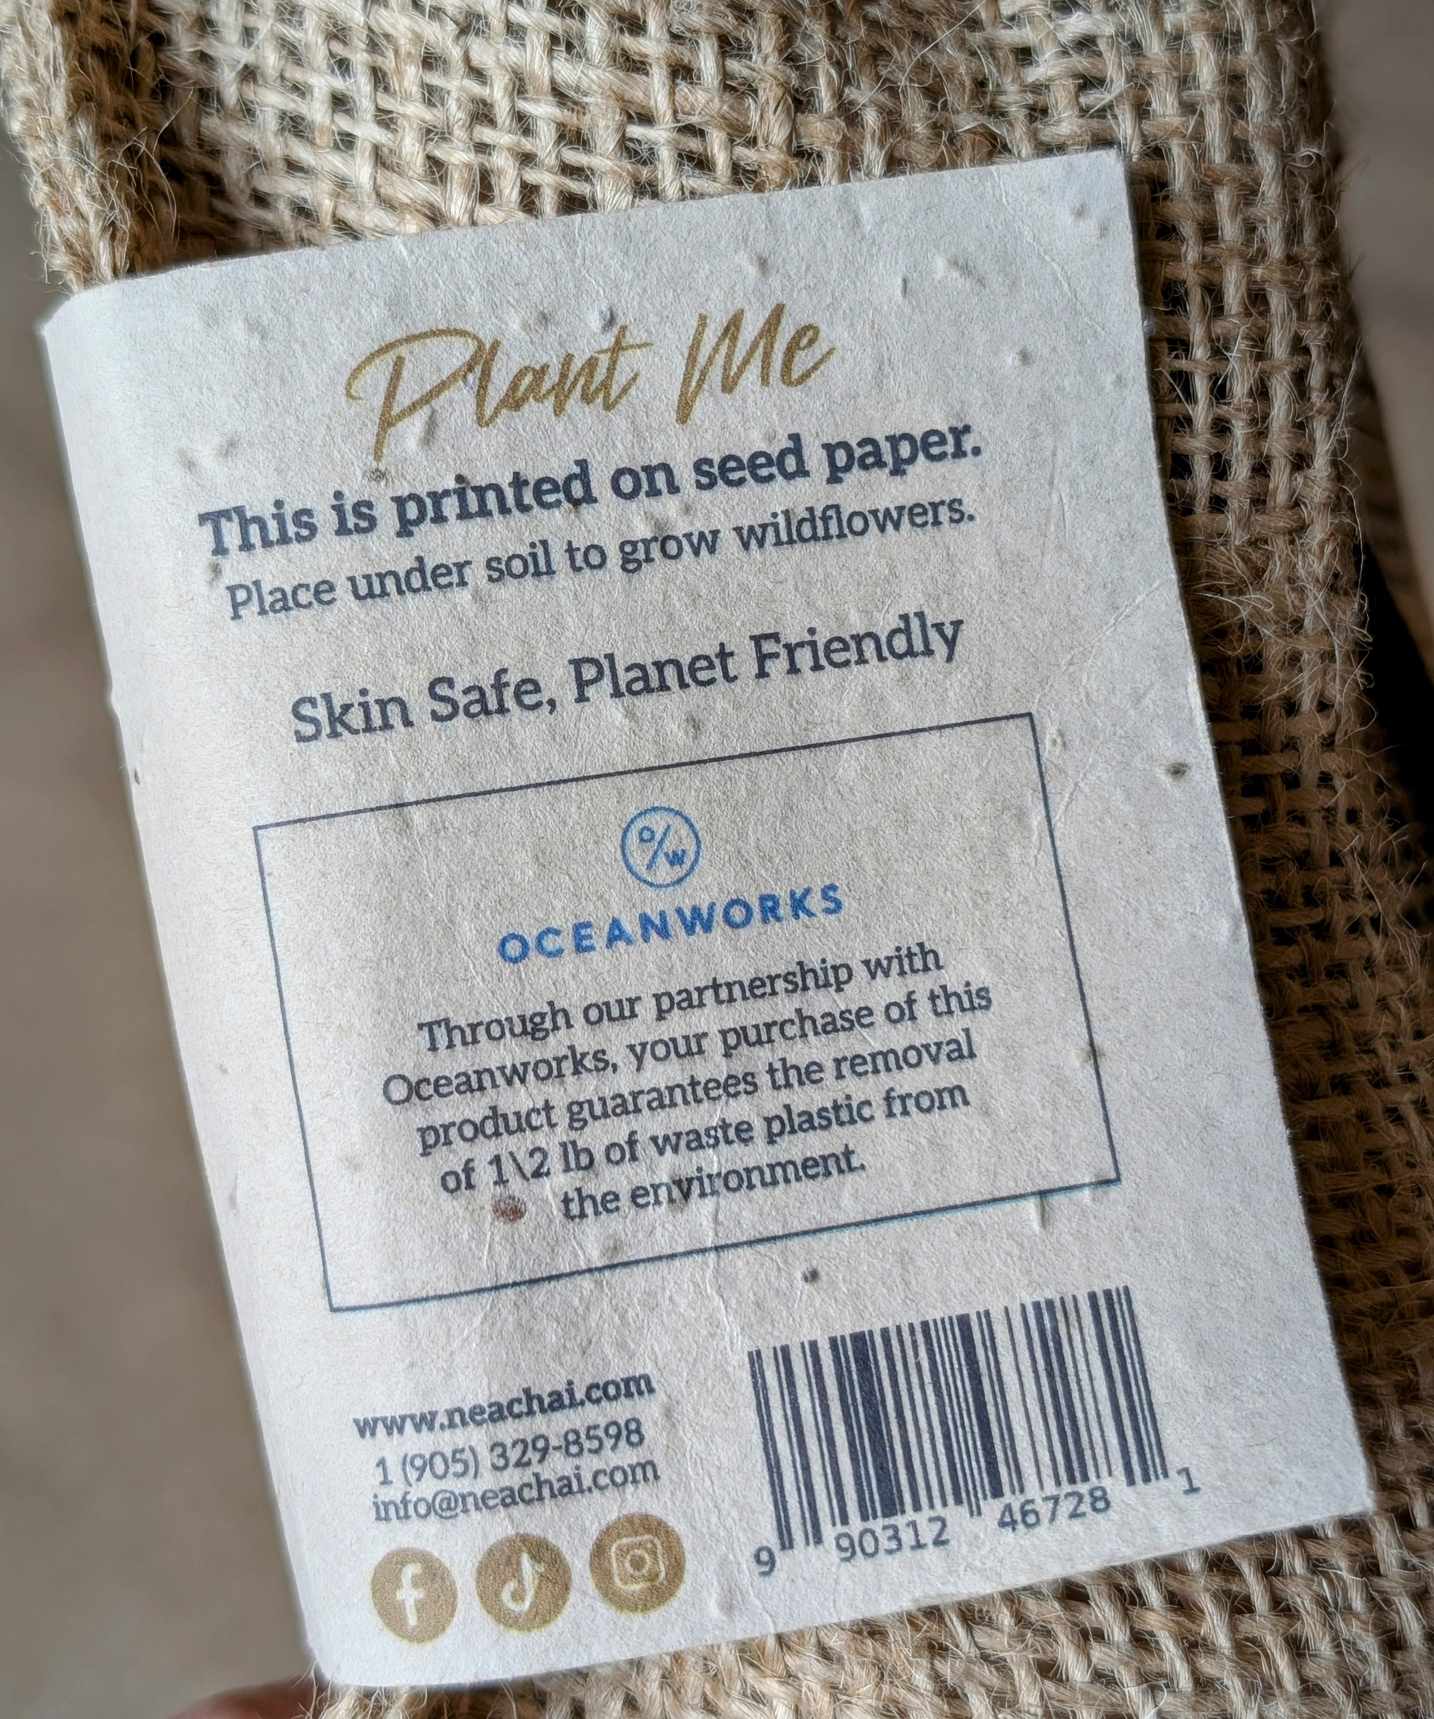 Plant Me
This is printed on seed paper.
Place under soil to grow wildflowers.
Skin Safe, Planet Friendly
O/W
OCEANWORKS
Through our partnership with
Oceanworks, your purchase of this
product guarantees the removal
of 1\2 lb of waste plastic from
the environment.
www.neachai.com
1 (905) 329-8598
info@neachai.com
9 90312 46728 1